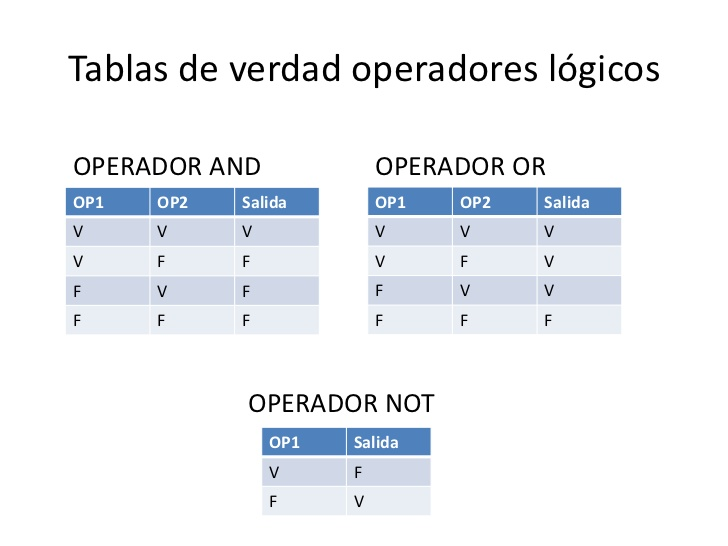 Tablas de verdad operadores lógicos
OPERADOR AND
OP1 OP2 Salida
V V V
V F F
F V F
F F F
OPERADOR OR
OP1 OP2 Salida
V V V
V F V
F V V
F F F
OPERADOR NOT
OP1 Salida
V F
F V